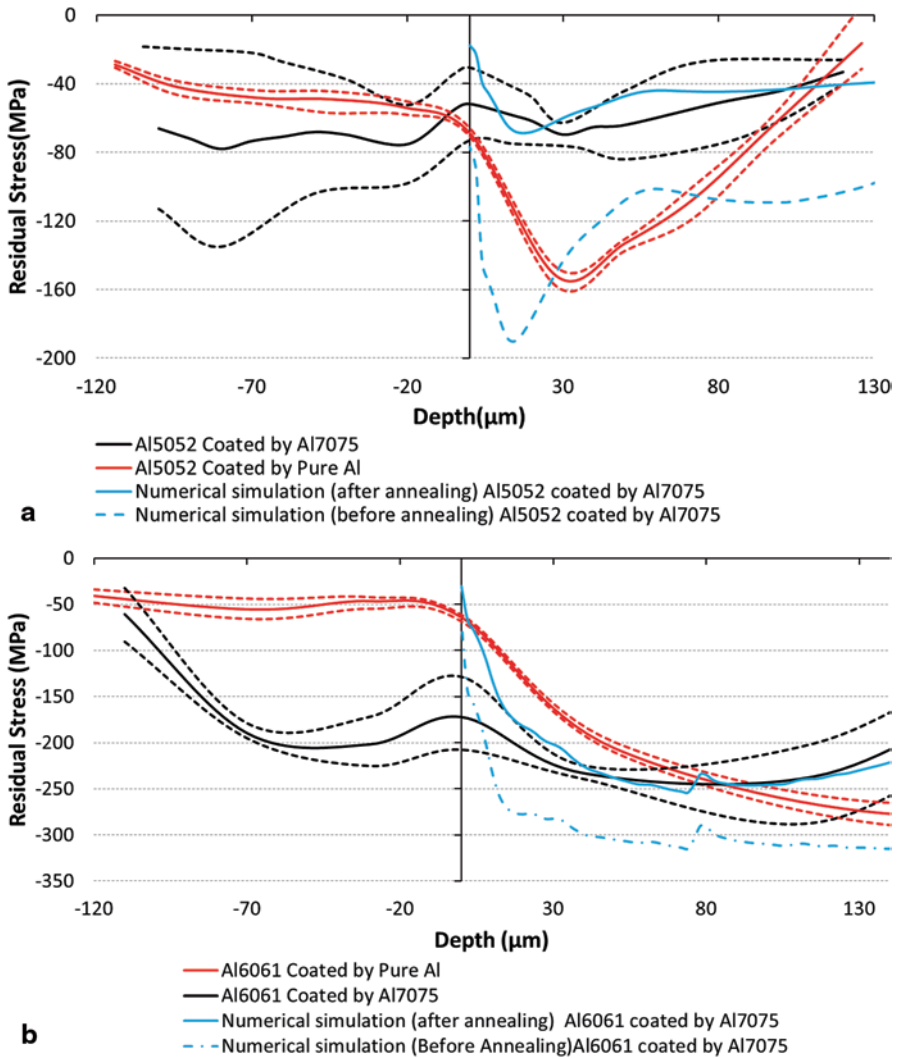 0
-40
-80
-120
-160
-200
Residual Stress(MPa)
-120 -70 -20 30 80 130
Depth(µm)
Al5052 Coated by Al7075
Al5052 Coated by Pure Al
Numerical simulation (after annealing) Al5052 coated by Al7075
Numerical simulation (before annealing) Al5052 coated by Al7075
a
0
-50
-100
-150
-200
-250
-300
-350
Residual Stress (MPa)
-120 -70 -20 30 80 130
Depth (µm)
Al6061 Coated by Pure Al
Al6061 Coated by Al7075
Numerical simulation (after annealing) Al6061 coated by Al7075
Numerical simulation (Before Annealing)Al6061 coated by Al7075
b